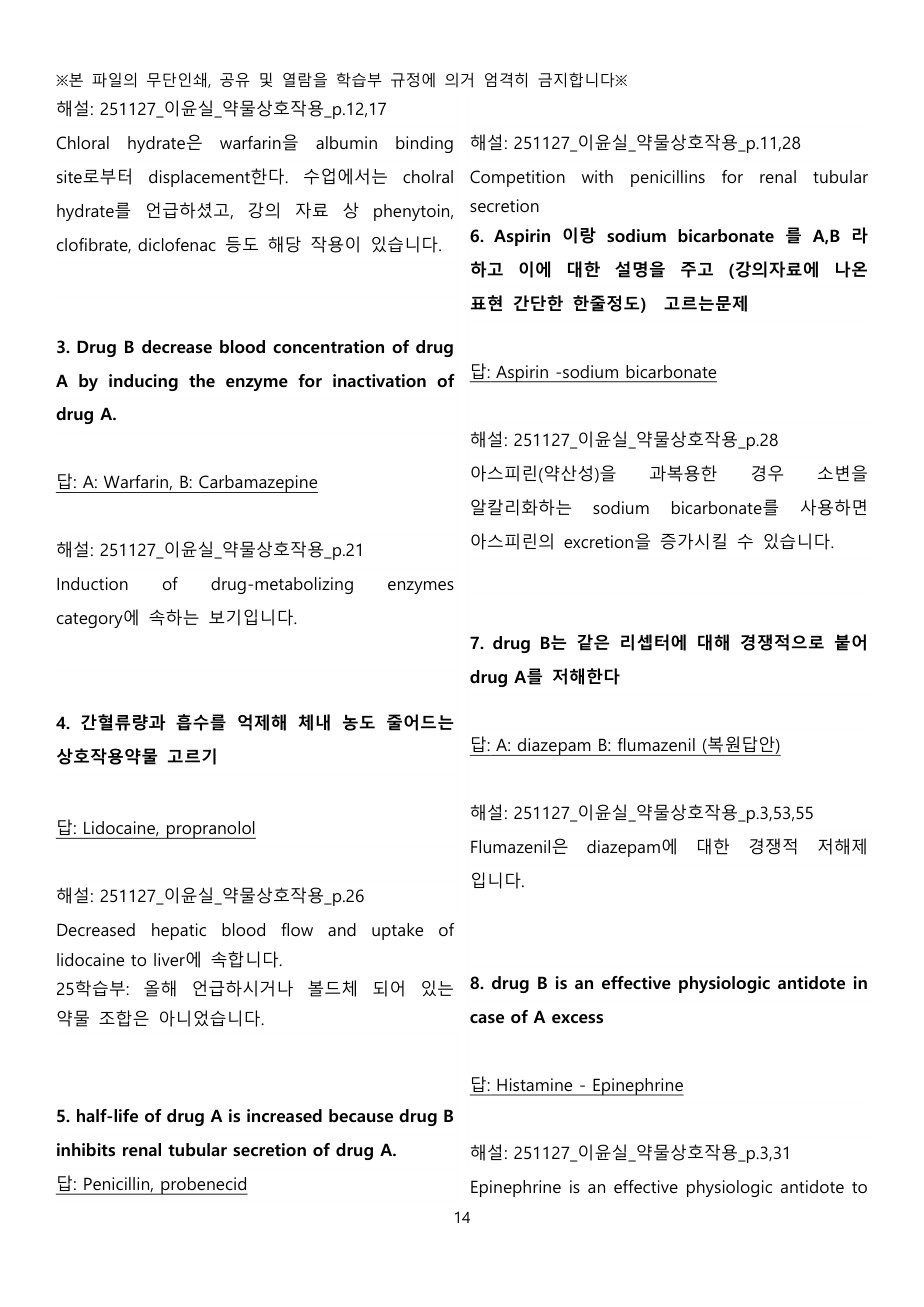 ※본 파일의 무단인쇄, 공유 및 열람을 학습부 규정에 의거 엄격히 금지합니다※
해설: 251127_이윤실_약물상호작용_p.12,17
Chloral hydrate은 warfarin을 albumin binding
site로부터 displacement한다. 수업에서는 cholral
hydrate를 언급하셨고, 강의 자료 상 phenytoin,
clofibrate, diclofenac 등도 해당 작용이 있습니다.
3. Drug B decrease blood concentration of drug
A by inducing the enzyme for inactivation of
drug A.
답: A: Warfarin, B: Carbamazepine
해설: 251127_이윤실_약물상호작용_p.21
Induction of drug-metabolizing enzymes
category에 속하는 보기입니다.
4. 간혈류량과 흡수를 억제해 체내 농도 줄어드는
상호작용약물 고르기
답: Lidocaine, propranolol
해설: 251127_이윤실_약물상호작용_p.26
Decreased hepatic blood flow and uptake of
lidocaine to liver에 속합니다.
25학습부: 올해 언급하시거나 볼드체 되어 있는
약물 조합은 아니었습니다.
5. half-life of drug A is increased because drug B
inhibits renal tubular secretion of drug A.
답: Penicillin, probenecid
해설: 251127_이윤실_약물상호작용_p.11,28
Competition with penicillins for renal tubular
secretion
6. Aspirin 이랑 sodium bicarbonate 를 A,B 라
하고 이에 대한 설명을 주고 (강의자료에 나온
표현 간단한 한줄정도) 고르는문제
답: Aspirin -sodium bicarbonate
해설: 251127_이윤실_약물상호작용_p.28
아스피린(약산성)을 과복용한 경우 소변을
알칼리화하는 sodium bicarbonate를 사용하면
아스피린의 excretion을 증가시킬 수 있습니다.
7. drug B는 같은 리셉터에 대해 경쟁적으로 붙어
drug A를 저해한다
답: A: diazepam B: flumazenil (복원답안)
해설: 251127_이윤실_약물상호작용_p.3,53,55
Flumazenil은 diazepam에 대한 경쟁적 저해제
입니다.
8. drug B is an effective physiologic antidote in
case of A excess
답: Histamine - Epinephrine
해설: 251127_이윤실_약물상호작용_p.3,31
Epinephrine is an effective physiologic antidote to
14